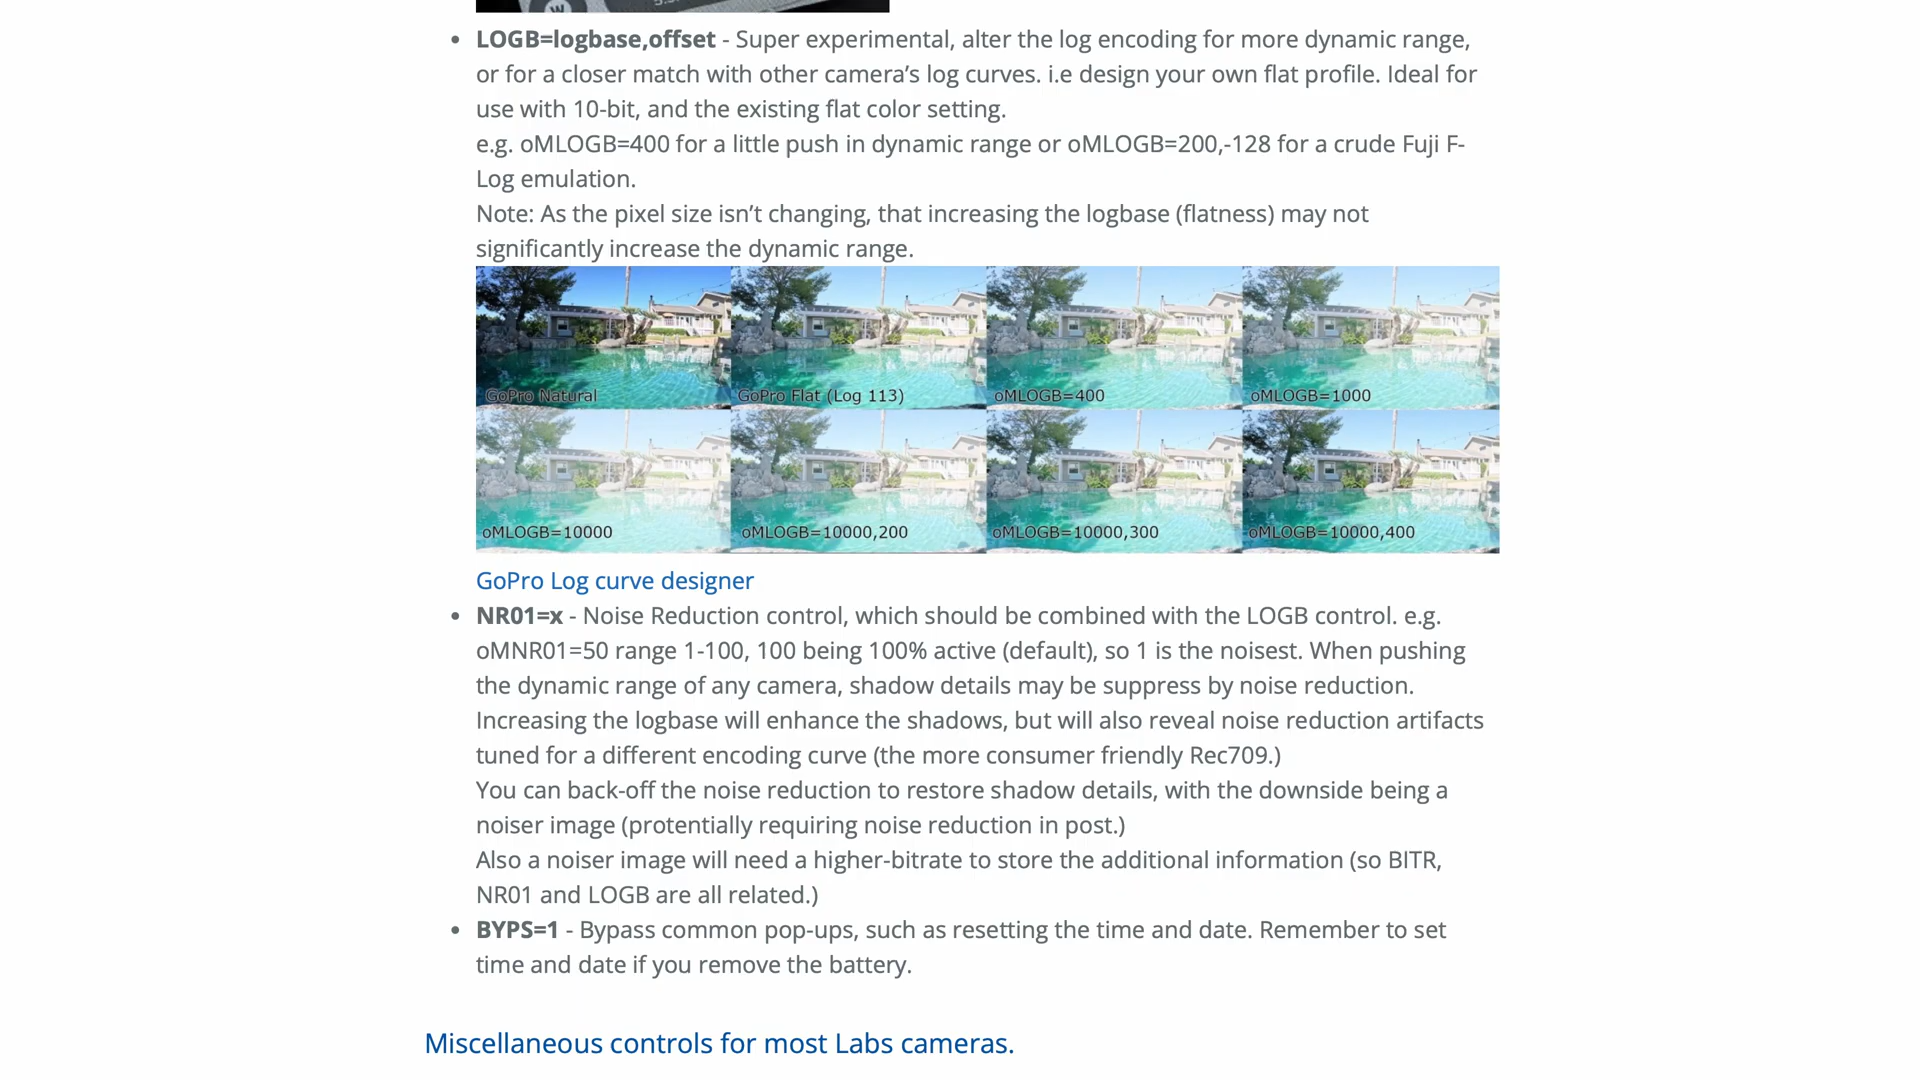 W
LOGB=logbase,offset - Super experimental, alter the log encoding for more dynamic range,
or for a closer match with other camera’s log curves. i.e design your own flat profile. Ideal for
use with 10-bit, and the existing flat color setting.
e.g. oMLOGB=400 for a little push in dynamic range or oMLOGB=200,-128 for a crude Fuji F-
Log emulation.
Note: As the pixel size isn’t changing, that increasing the logbase (flatness) may not
significantly increase the dynamic range.
GoPro Natural
GoPro Flat (Log 113)
oMLOGB=400
oMLOGB=1000
oMLOGB=10000
oMLOGB=10000,200
oMLOGB=10000,300
oMLOGB=10000,400
GoPro Log curve designer
NR01=x - Noise Reduction control, which should be combined with the LOGB control. e.g.
oMNR01=50 range 1-100, 100 being 100% active (default), so 1 is the noisest. When pushing
the dynamic range of any camera, shadow details may be suppress by noise reduction.
Increasing the logbase will enhance the shadows, but will also reveal noise reduction artifacts
tuned for a different encoding curve (the more consumer friendly Rec709.)
You can back-off the noise reduction to restore shadow details, with the downside being a
noiser image (protentially requiring noise reduction in post.)
Also a noiser image will need a higher-bitrate to store the additional information (so BITR,
NR01 and LOGB are all related.)
BYPS=1 - Bypass common pop-ups, such as resetting the time and date. Remember to set
time and date if you remove the battery.
Miscellaneous controls for most Labs cameras.